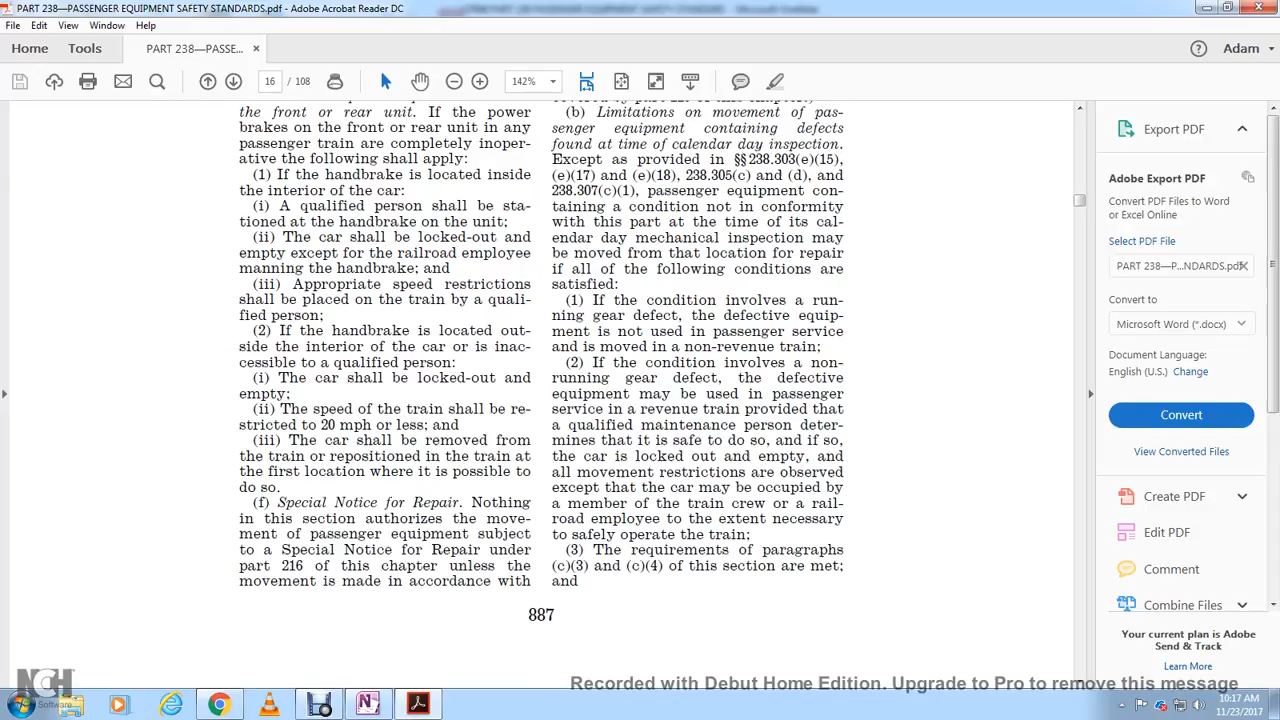 PART 238—PASSENGER EQUIPMENT SAFETY STANDARDS.pdf - Adobe Acrobat Reader DC
File Edit View Window Help
Home Tools PART 238—PASSE... × Adam
16 / 108 142%
the front or rear unit. If the power
brakes on the front or rear unit in any
passenger train are completely inoper-
ative the following shall apply:
(1) If the handbrake is located inside
the interior of the car:
(i) A qualified person shall be sta-
tioned at the handbrake on the unit;
(ii) The car shall be locked-out and
empty except for the railroad employee
manning the handbrake; and
(iii) Appropriate speed restrictions
shall be placed on the train by a quali-
fied person;
(2) If the handbrake is located out-
side the interior of the car or is inac-
cessible to a qualified person:
(i) The car shall be locked-out and
empty;
(ii) The speed of the train shall be re-
stricted to 20 mph or less; and
(iii) The car shall be removed from
the train or repositioned in the train at
the first location where it is possible to
do so.
(f) Special Notice for Repair. Nothing
in this section authorizes the move-
ment of passenger equipment subject
to a Special Notice for Repair under
part 216 of this chapter unless the
movement is made in accordance with
(b) Limitations on movement of pas-
senger equipment containing defects
found at time of calendar day inspection.
Except as provided in §§238.303(e)(15),
(e)(17) and (e)(18), 238.305(c) and (d), and
238.307(c)(1), passenger equipment con-
taining a condition not in conformity
with this part at the time of its cal-
endar day mechanical inspection may
be moved from that location for repair
if all of the following conditions are
satisfied:
(1) If the condition involves a run-
ning gear defect, the defective equip-
ment is not used in passenger service
and is moved in a non-revenue train;
(2) If the condition involves a non-
running gear defect, the defective
equipment may be used in passenger
service in a revenue train provided that
a qualified maintenance person deter-
mines that it is safe to do so, and if so,
the car is locked out and empty, and
all movement restrictions are observed
except that the car may be occupied by
a member of the train crew or a rail-
road employee to the extent necessary
to safely operate the train;
(3) The requirements of paragraphs
(c)(3) and (c)(4) of this section are met;
and
887
Export PDF
Adobe Export PDF
Convert PDF Files to Word
or Excel Online
Select PDF File
PART 238—P...NDARDS.pdf
Convert to
Microsoft Word (*.docx)
Document Language:
English (U.S.) Change
Convert
View Converted Files
Create PDF
Edit PDF
Comment
Combine Files
Your current plan is Adobe
Send & Track
Learn More
NCH
Software
Recorded with Debut Home Edition. Upgrade to Pro to remove this message
10:17 AM
11/23/2017